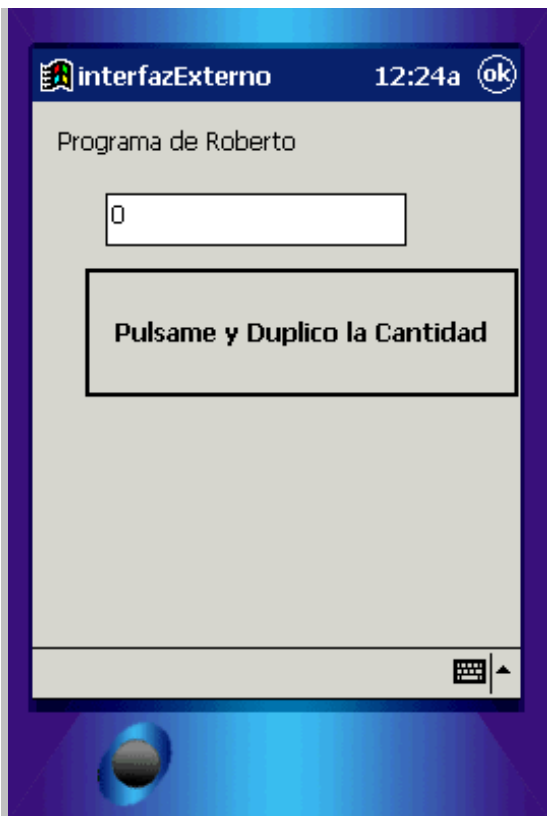 interfazExterno 12:24a ok
Programa de Roberto
0
Pulsame y Duplico la Cantidad